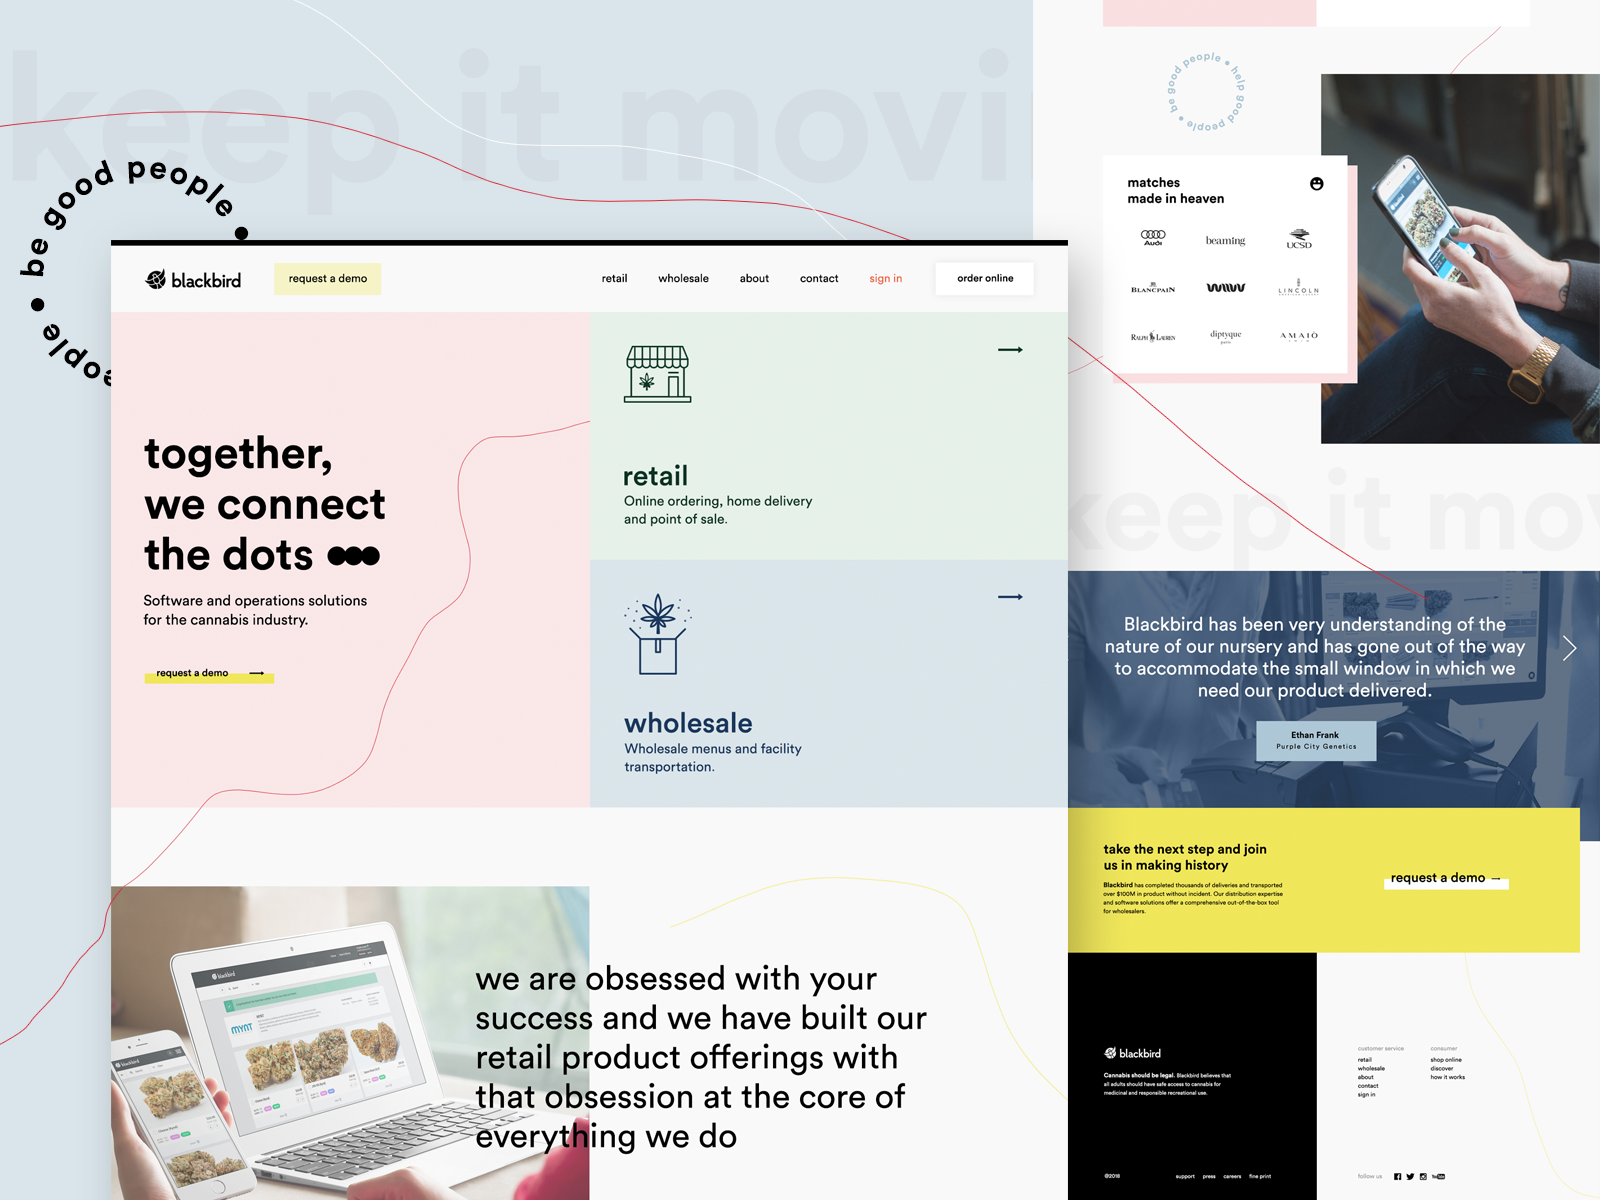 keep it movi
be good people
people
blackbird
request a demo
retail
wholesale
about
contact
sign in
order online
together,
we connect
the dots
Software and operations solutions
for the cannabis industry.
request a demo
retail
Online ordering, home delivery
and point of sale.
wholesale
Wholesale menus and facility
transportation.
blackbird
MYNT
blackbird
we are obsessed with your
success and we have built our
retail product offerings with
that obsession at the core of
everything we do
be good people • help good people •
matches
made in heaven
Audi
beaming
UCSD
BLANCPAIN
LINCOLN
RALPH LAUREN
diptyque
paris
AMAIÒ
keep it mov
Blackbird has been very understanding of the
nature of our nursery and has gone out of the way
to accommodate the small window in which we
need our product delivered.
Ethan Frank
Purple City Genetics
take the next step and join
us in making history
Blackbird has completed thousands of deliveries and transported
over $100M in product without incident. Our distribution expertise
and software solutions offer a comprehensive out-of-the-box tool
for wholesalers.
request a demo
blackbird
Cannabis should be legal. Blackbird believes that
all adults should have safe access to cannabis for
medicinal and responsible recreational use.
©2018
support
press
careers
fine print
customer service
retail
wholesale
about
contact
sign in
consumer
shop online
discover
how it works
follow us
YouTube